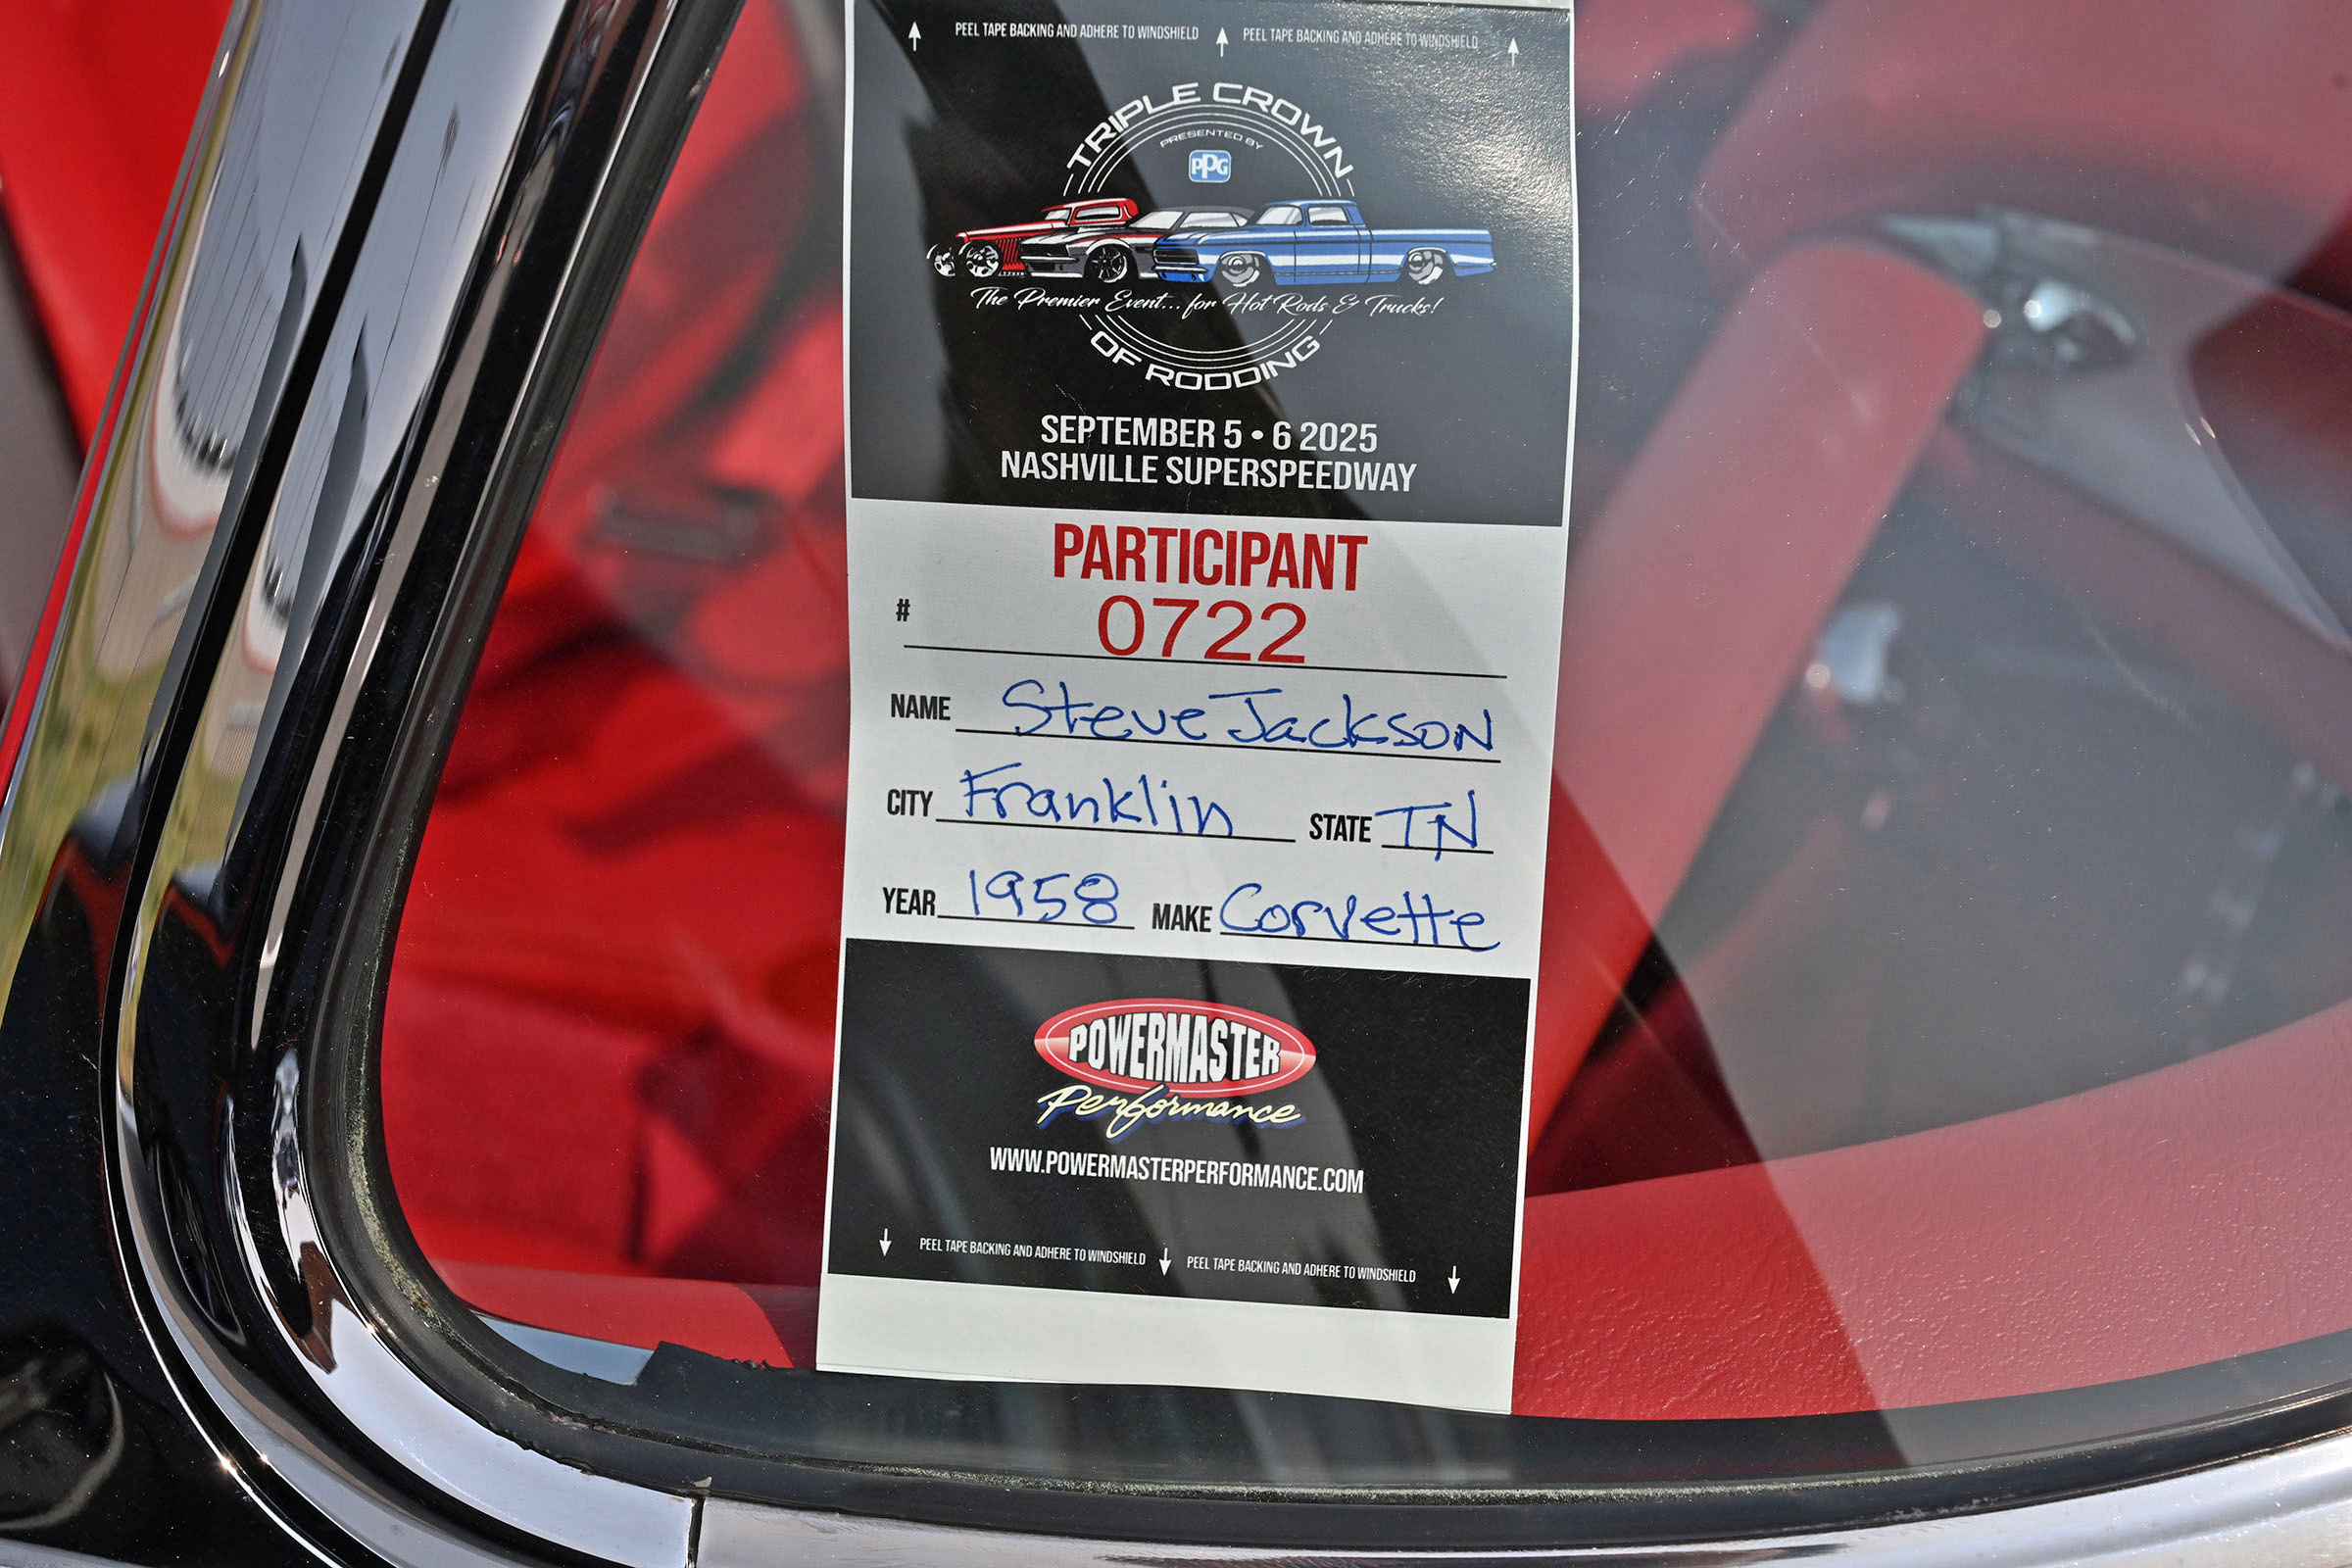 PEEL TAPE BACKING AND ADHERE TO WINDSHIELD PEEL TAPE BACKING AND ADHERE TO WINDSHIELD
TRIPLE CROWN
PRESENTED BY
PPG
The Premier Event... for Hot Rods & Trucks!
OF RODDING
SEPTEMBER 5 • 6 2025
NASHVILLE SUPERSPEEDWAY
PARTICIPANT
# 0722
NAME Steve Jackson
CITY Franklin STATE TN
YEAR 1958 MAKE Corvette
POWERMASTER
Performance
WWW.POWERMASTERPERFORMANCE.COM
PEEL TAPE BACKING AND ADHERE TO WINDSHIELD PEEL TAPE BACKING AND ADHERE TO WINDSHIELD